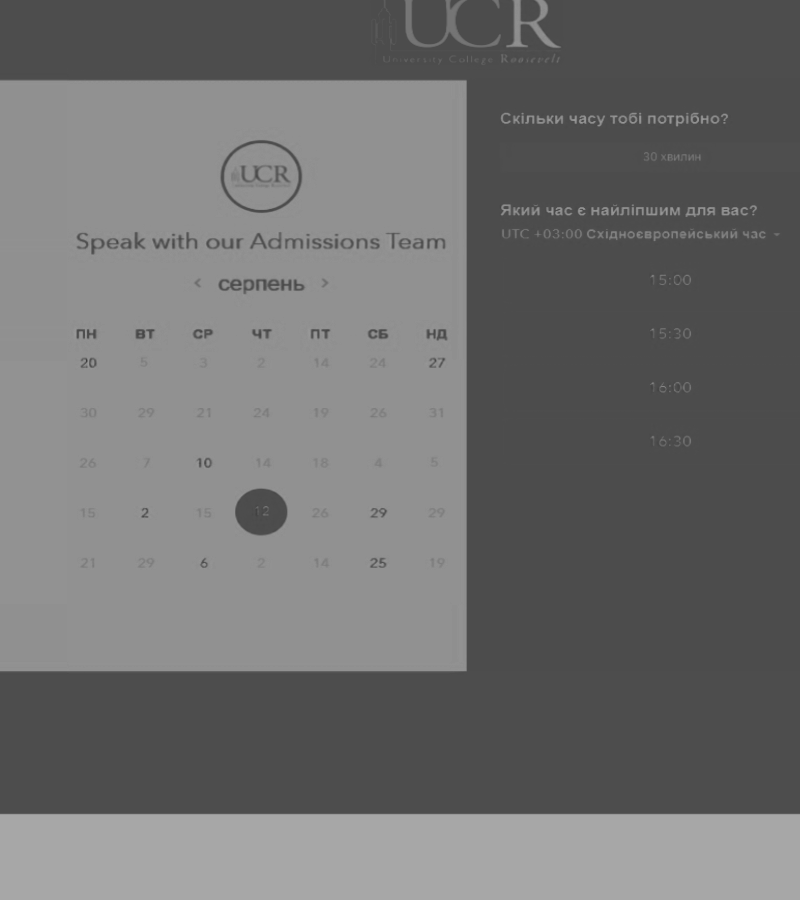 UCR
University College Roosevelt
UCR
Speak with our Admissions Team
< серпень >
ПН ВТ СР ЧТ ПТ СБ НД
20 5 3 2 14 24 27
30 29 21 24 19 26 31
26 7 10 14 18 4 5
15 2 15 12 26 29 29
21 29 6 2 14 25 19
Скільки часу тобі потрібно?
30 хвилин
Який час є найліпшим для вас?
UTC +03:00 Східноєвропейський час
15:00
15:30
16:00
16:30